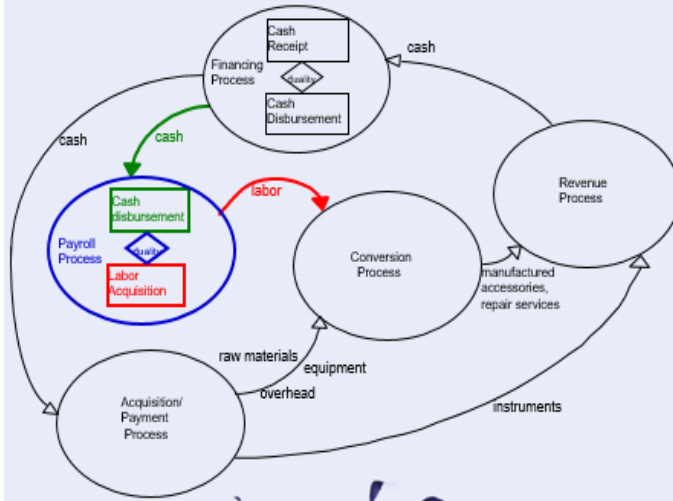 Cash
Receipt
cash
Financing
Process
duality
Cash
Disbursement
cash
cash
labor
Revenue
Process
Cash
disbursement
Payroll
Process
duality
Labor
Acquisition
Conversion
Process
manufactured
accessories,
repair services
raw materials
equipment
overhead
Acquisition/
Payment
Process
instruments